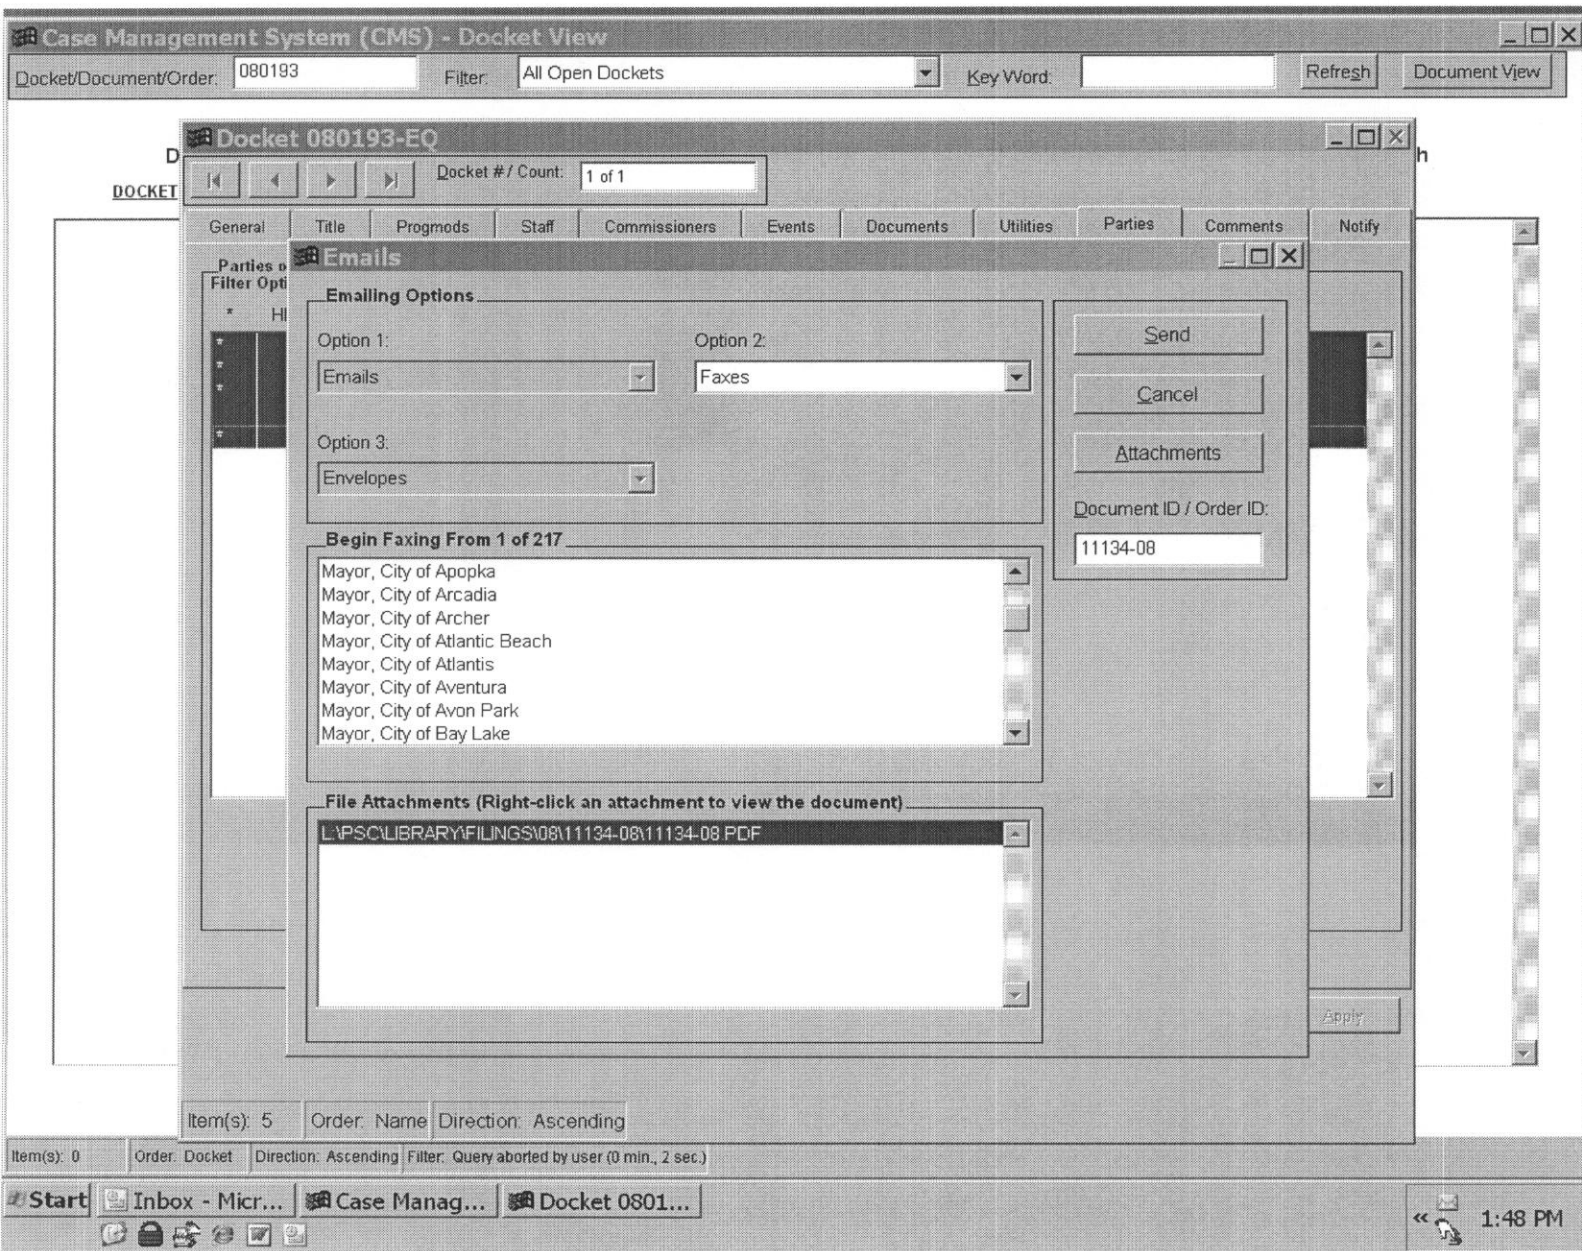 Case Management System (CMS) - Docket View
Docket/Document/Order: 080193 Filter: All Open Dockets Key Word: Refresh Document View
Docket 080193-EQ
D h
DOCKET
Docket # / Count: 1 of 1
General Title Progmods Staff Commissioners Events Documents Utilities Parties Comments Notify
Emails
Parties o
Filter Opti
* HI
Emailing Options
Option 1: Option 2:
Emails Faxes
Option 3.
Envelopes
Send
Cancel
Attachments
Document ID / Order ID:
11134-08
Begin Faxing From 1 of 217
Mayor, City of Apopka
Mayor, City of Arcadia
Mayor, City of Archer
Mayor, City of Atlantic Beach
Mayor, City of Atlantis
Mayor, City of Aventura
Mayor, City of Avon Park
Mayor, City of Bay Lake
File Attachments (Right-click an attachment to view the document)
L:\PSC\LIBRARY\FILINGS\08\11134-08\11134-08.PDF
Apply
Item(s): 5 Order: Name Direction: Ascending
Item(s): 0 Order: Docket Direction: Ascending Filter: Query aborted by user (0 min., 2 sec.)
Start Inbox - Micr... Case Manag... Docket 0801... « 1:48 PM